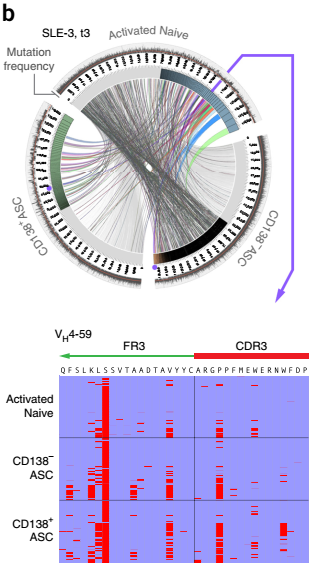 b
SLE-3, t3
Activated Naive
Mutation
frequency
CD138⁺ ASC
CD138⁻ ASC
V_H4-59
FR3 CDR3
Q F S L K L S S V T A A D T A V Y Y C A R G P P F M E W E R N W F D P
Activated
Naive
CD138⁻
ASC
CD138⁺
ASC